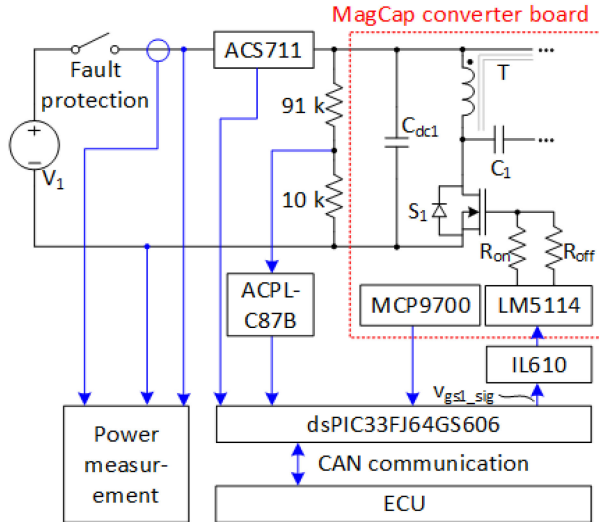 MagCap converter board
ACS711
T
Fault
protection
91 k
C_dc1
C_1
V_1
10 k
S_1
R_on
R_off
ACPL-
C87B
MCP9700
LM5114
IL610
V_gs1_sig
Power
measur-
ement
dsPIC33FJ64GS606
CAN communication
ECU